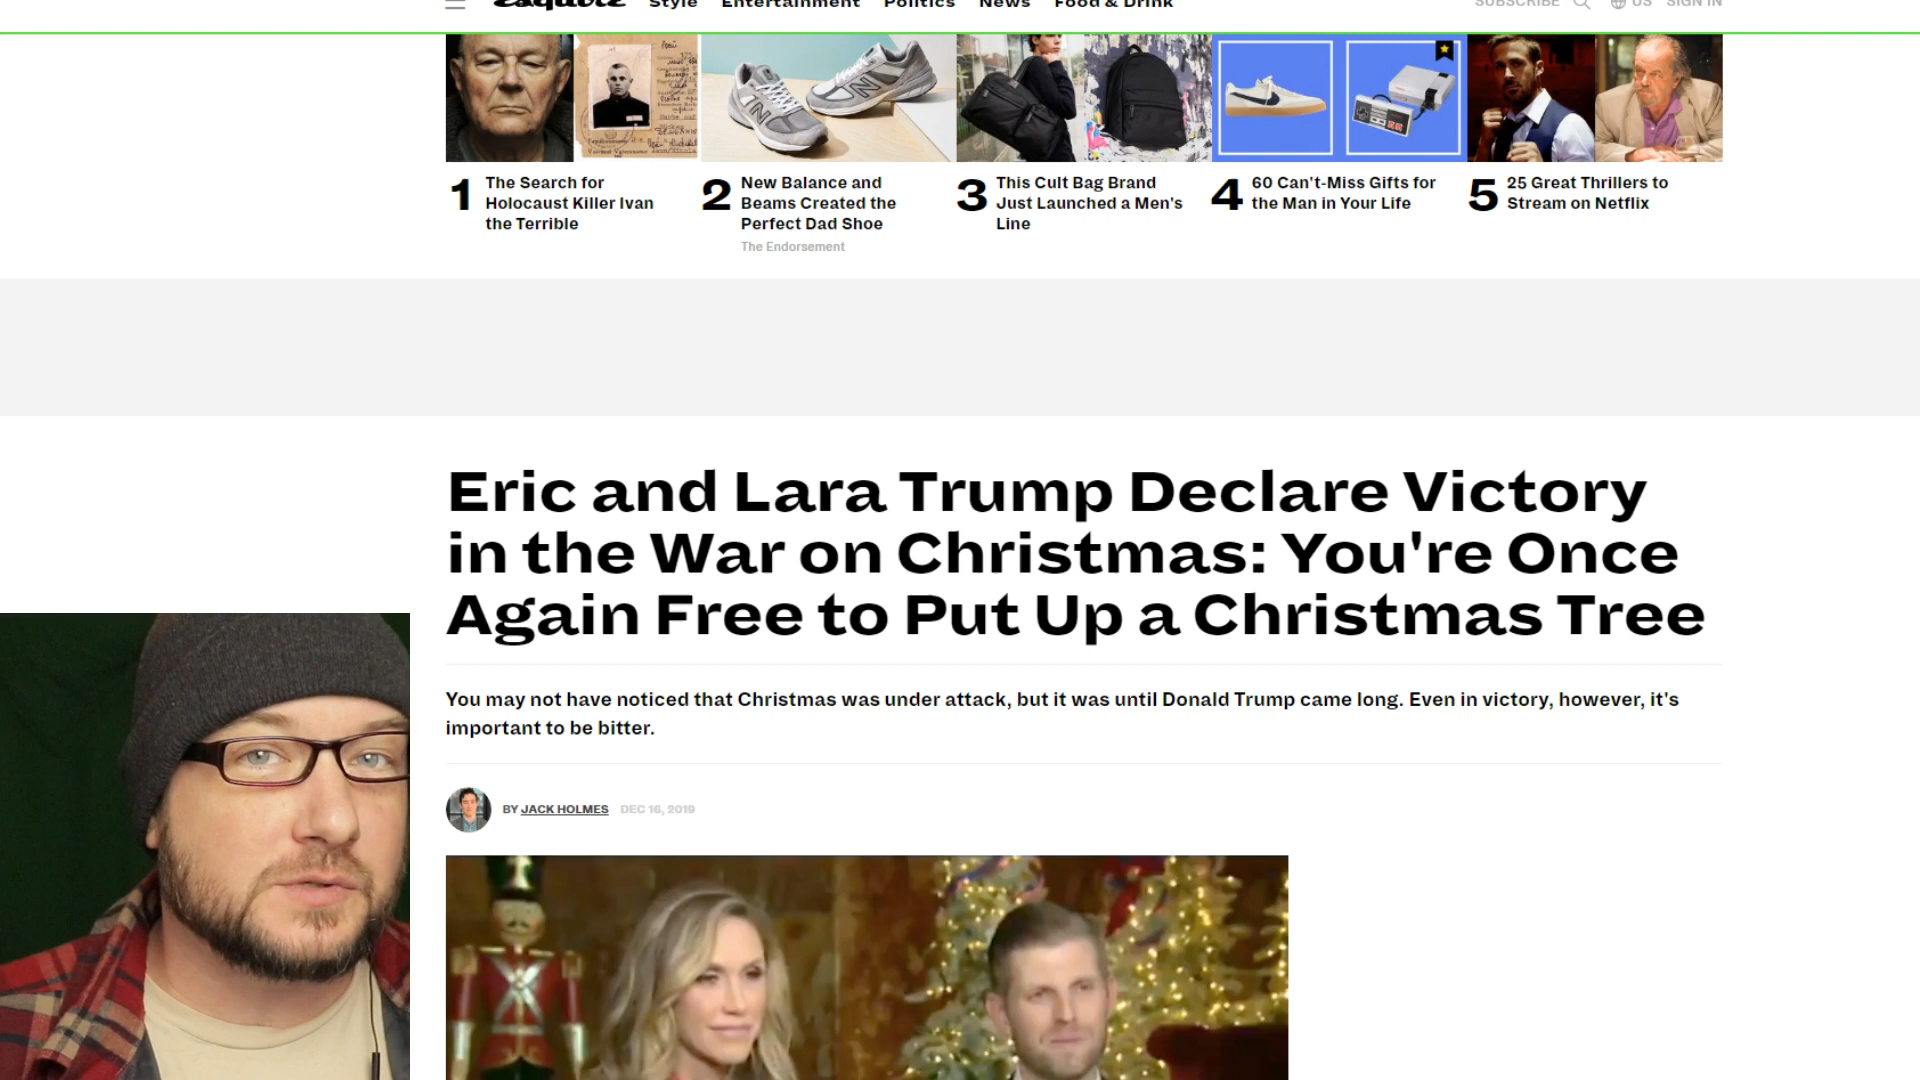 Esquire Style Entertainment Politics News Food & Drink SUBSCRIBE US SIGN IN
1 The Search for
Holocaust Killer Ivan
the Terrible
2 New Balance and
Beams Created the
Perfect Dad Shoe
The Endorsement
3 This Cult Bag Brand
Just Launched a Men's
Line
4 60 Can't-Miss Gifts for
the Man in Your Life
5 25 Great Thrillers to
Stream on Netflix
Eric and Lara Trump Declare Victory
in the War on Christmas: You're Once
Again Free to Put Up a Christmas Tree
You may not have noticed that Christmas was under attack, but it was until Donald Trump came long. Even in victory, however, it's
important to be bitter.
BY JACK HOLMES DEC 16, 2019